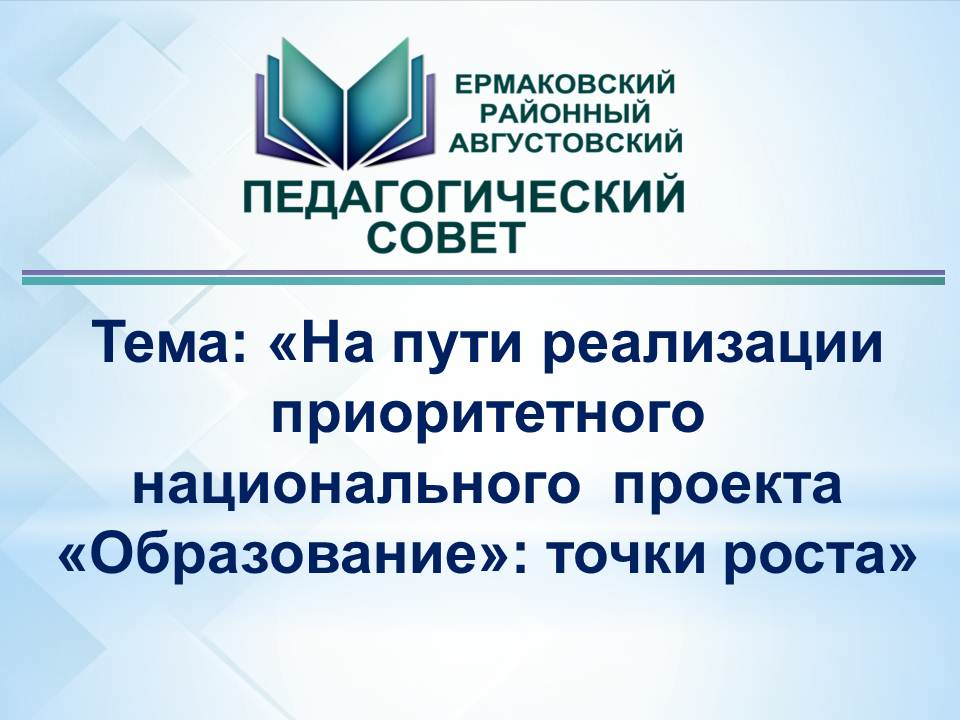 ЕРМАКОВСКИЙ
РАЙОННЫЙ
АВГУСТОВСКИЙ
ПЕДАГОГИЧЕСКИЙ
СОВЕТ
Тема: «На пути реализации
приоритетного
национального проекта
«Образование»: точки роста»